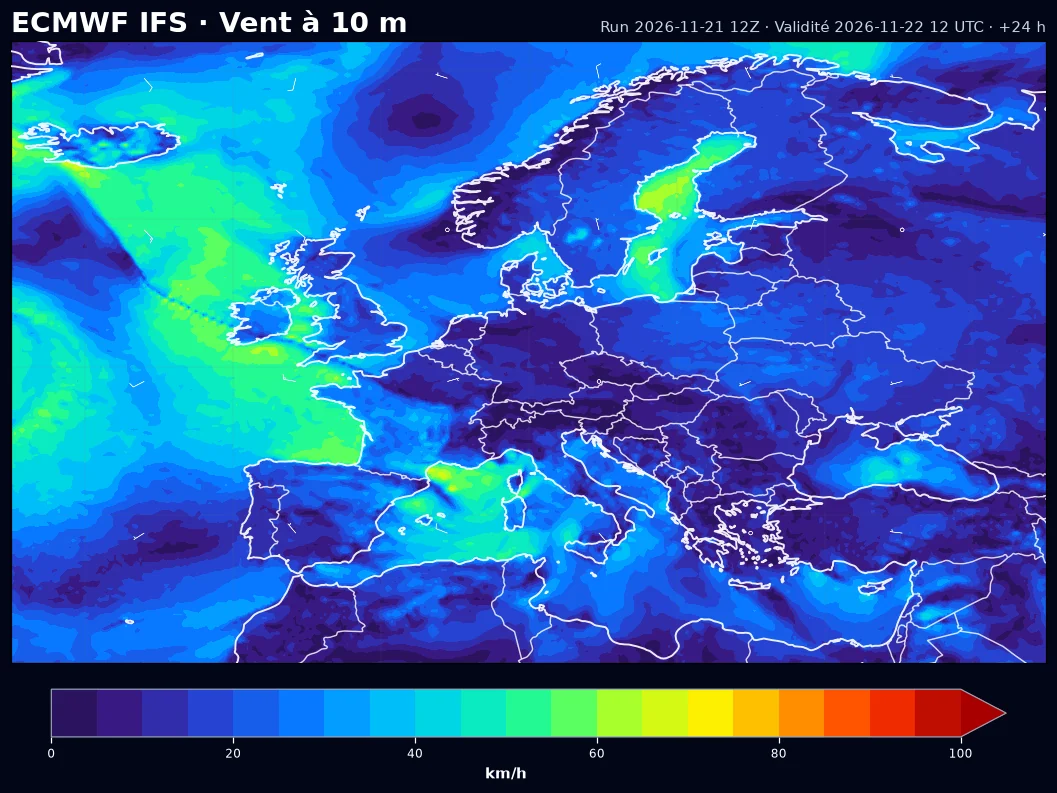 ECMWF IFS · Vent à 10 m
Run 2026-11-21 12Z · Validité 2026-11-22 12 UTC · +24 h
0 20 40 60 80 100
km/h